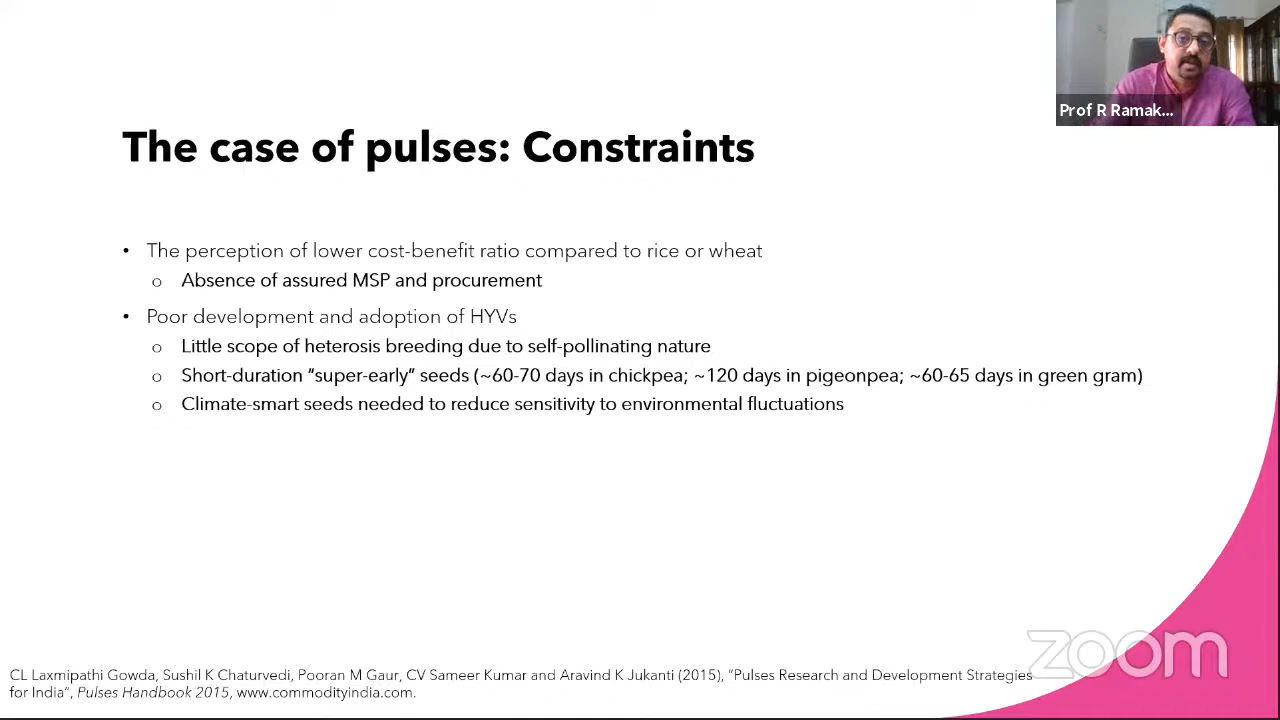 Prof R Ramak...
The case of pulses: Constraints
• The perception of lower cost-benefit ratio compared to rice or wheat
o Absence of assured MSP and procurement
• Poor development and adoption of HYVs
o Little scope of heterosis breeding due to self-pollinating nature
o Short-duration "super-early" seeds (~60-70 days in chickpea; ~120 days in pigeonpea; ~60-65 days in green gram)
o Climate-smart seeds needed to reduce sensitivity to environmental fluctuations
zoom
CL Laxmipathi Gowda, Sushil K Chaturvedi, Pooran M Gaur, CV Sameer Kumar and Aravind K Jukanti (2015), "Pulses Research and Development Strategies
for India", Pulses Handbook 2015, www.commodityindia.com.